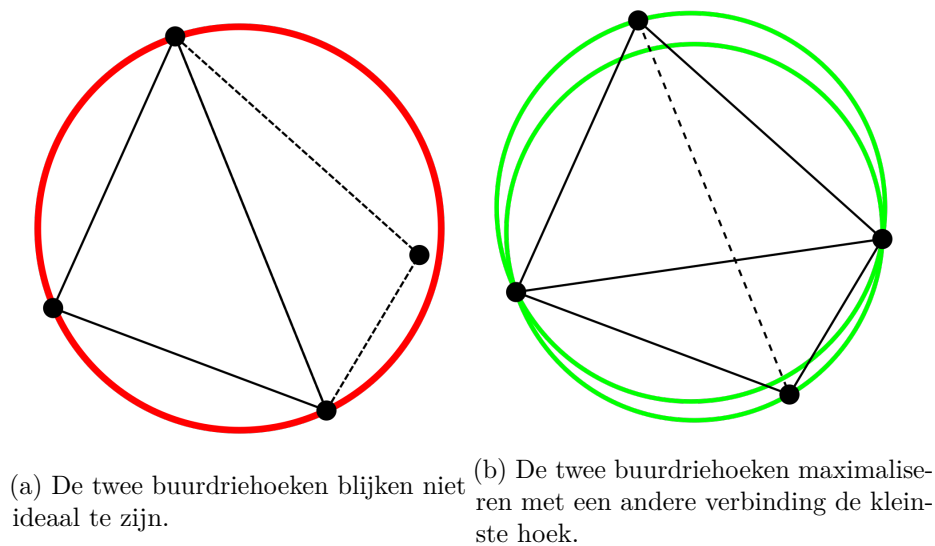 (a) De twee buurdriehoeken blijken niet
ideaal te zijn.
(b) De twee buurdriehoeken maximalise-
ren met een andere verbinding de klein-
ste hoek.